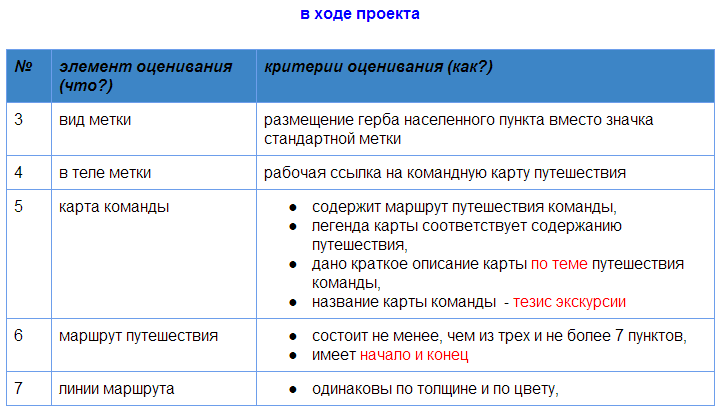 в ходе проекта
№ элемент оценивания (что?) критерии оценивания (как?)
3 вид метки размещение герба населенного пункта вместо значка
стандартной метки
4 в теле метки рабочая ссылка на командную карту путешествия
5 карта команды ● содержит маршрут путешествия команды,
● легенда карты соответствует содержанию
путешествия,
● дано краткое описание карты по теме путешествия
команды,
● название карты команды - тезис экскурсии
6 маршрут путешествия ● состоит не менее, чем из трех и не более 7 пунктов,
● имеет начало и конец
7 линии маршрута ● одинаковы по толщине и по цвету,